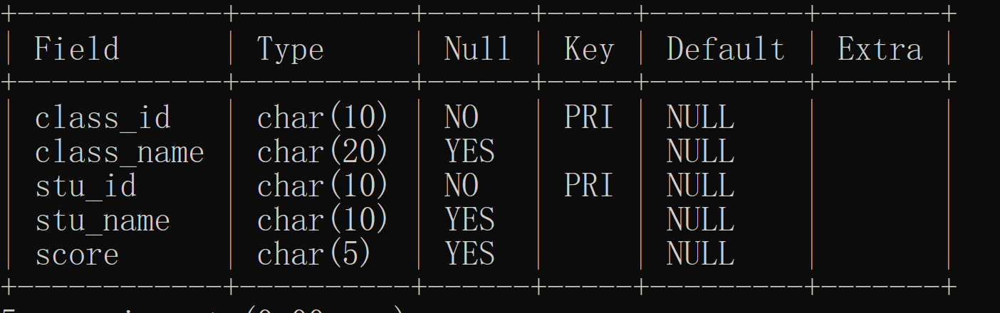 +------------+----------+------+-----+---------+-------+
| Field      | Type     | Null | Key | Default | Extra |
+------------+----------+------+-----+---------+-------+
| class_id   | char(10) | NO   | PRI | NULL    |       |
| class_name | char(20) | YES  |     | NULL    |       |
| stu_id     | char(10) | NO   | PRI | NULL    |       |
| stu_name   | char(10) | YES  |     | NULL    |       |
| score      | char(5)  | YES  |     | NULL    |       |
+------------+----------+------+-----+---------+-------+